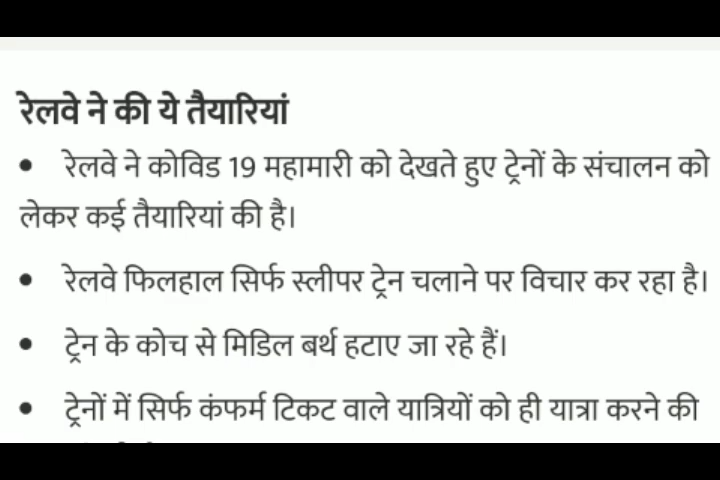 रेलवे ने की ये तैयारियां
• रेलवे ने कोविड 19 महामारी को देखते हुए ट्रेनों के संचालन को
लेकर कई तैयारियां की है।
• रेलवे फिलहाल सिर्फ स्लीपर ट्रेन चलाने पर विचार कर रहा है।
• ट्रेन के कोच से मिडिल बर्थ हटाए जा रहे हैं।
• ट्रेनों में सिर्फ कंफर्म टिकट वाले यात्रियों को ही यात्रा करने की